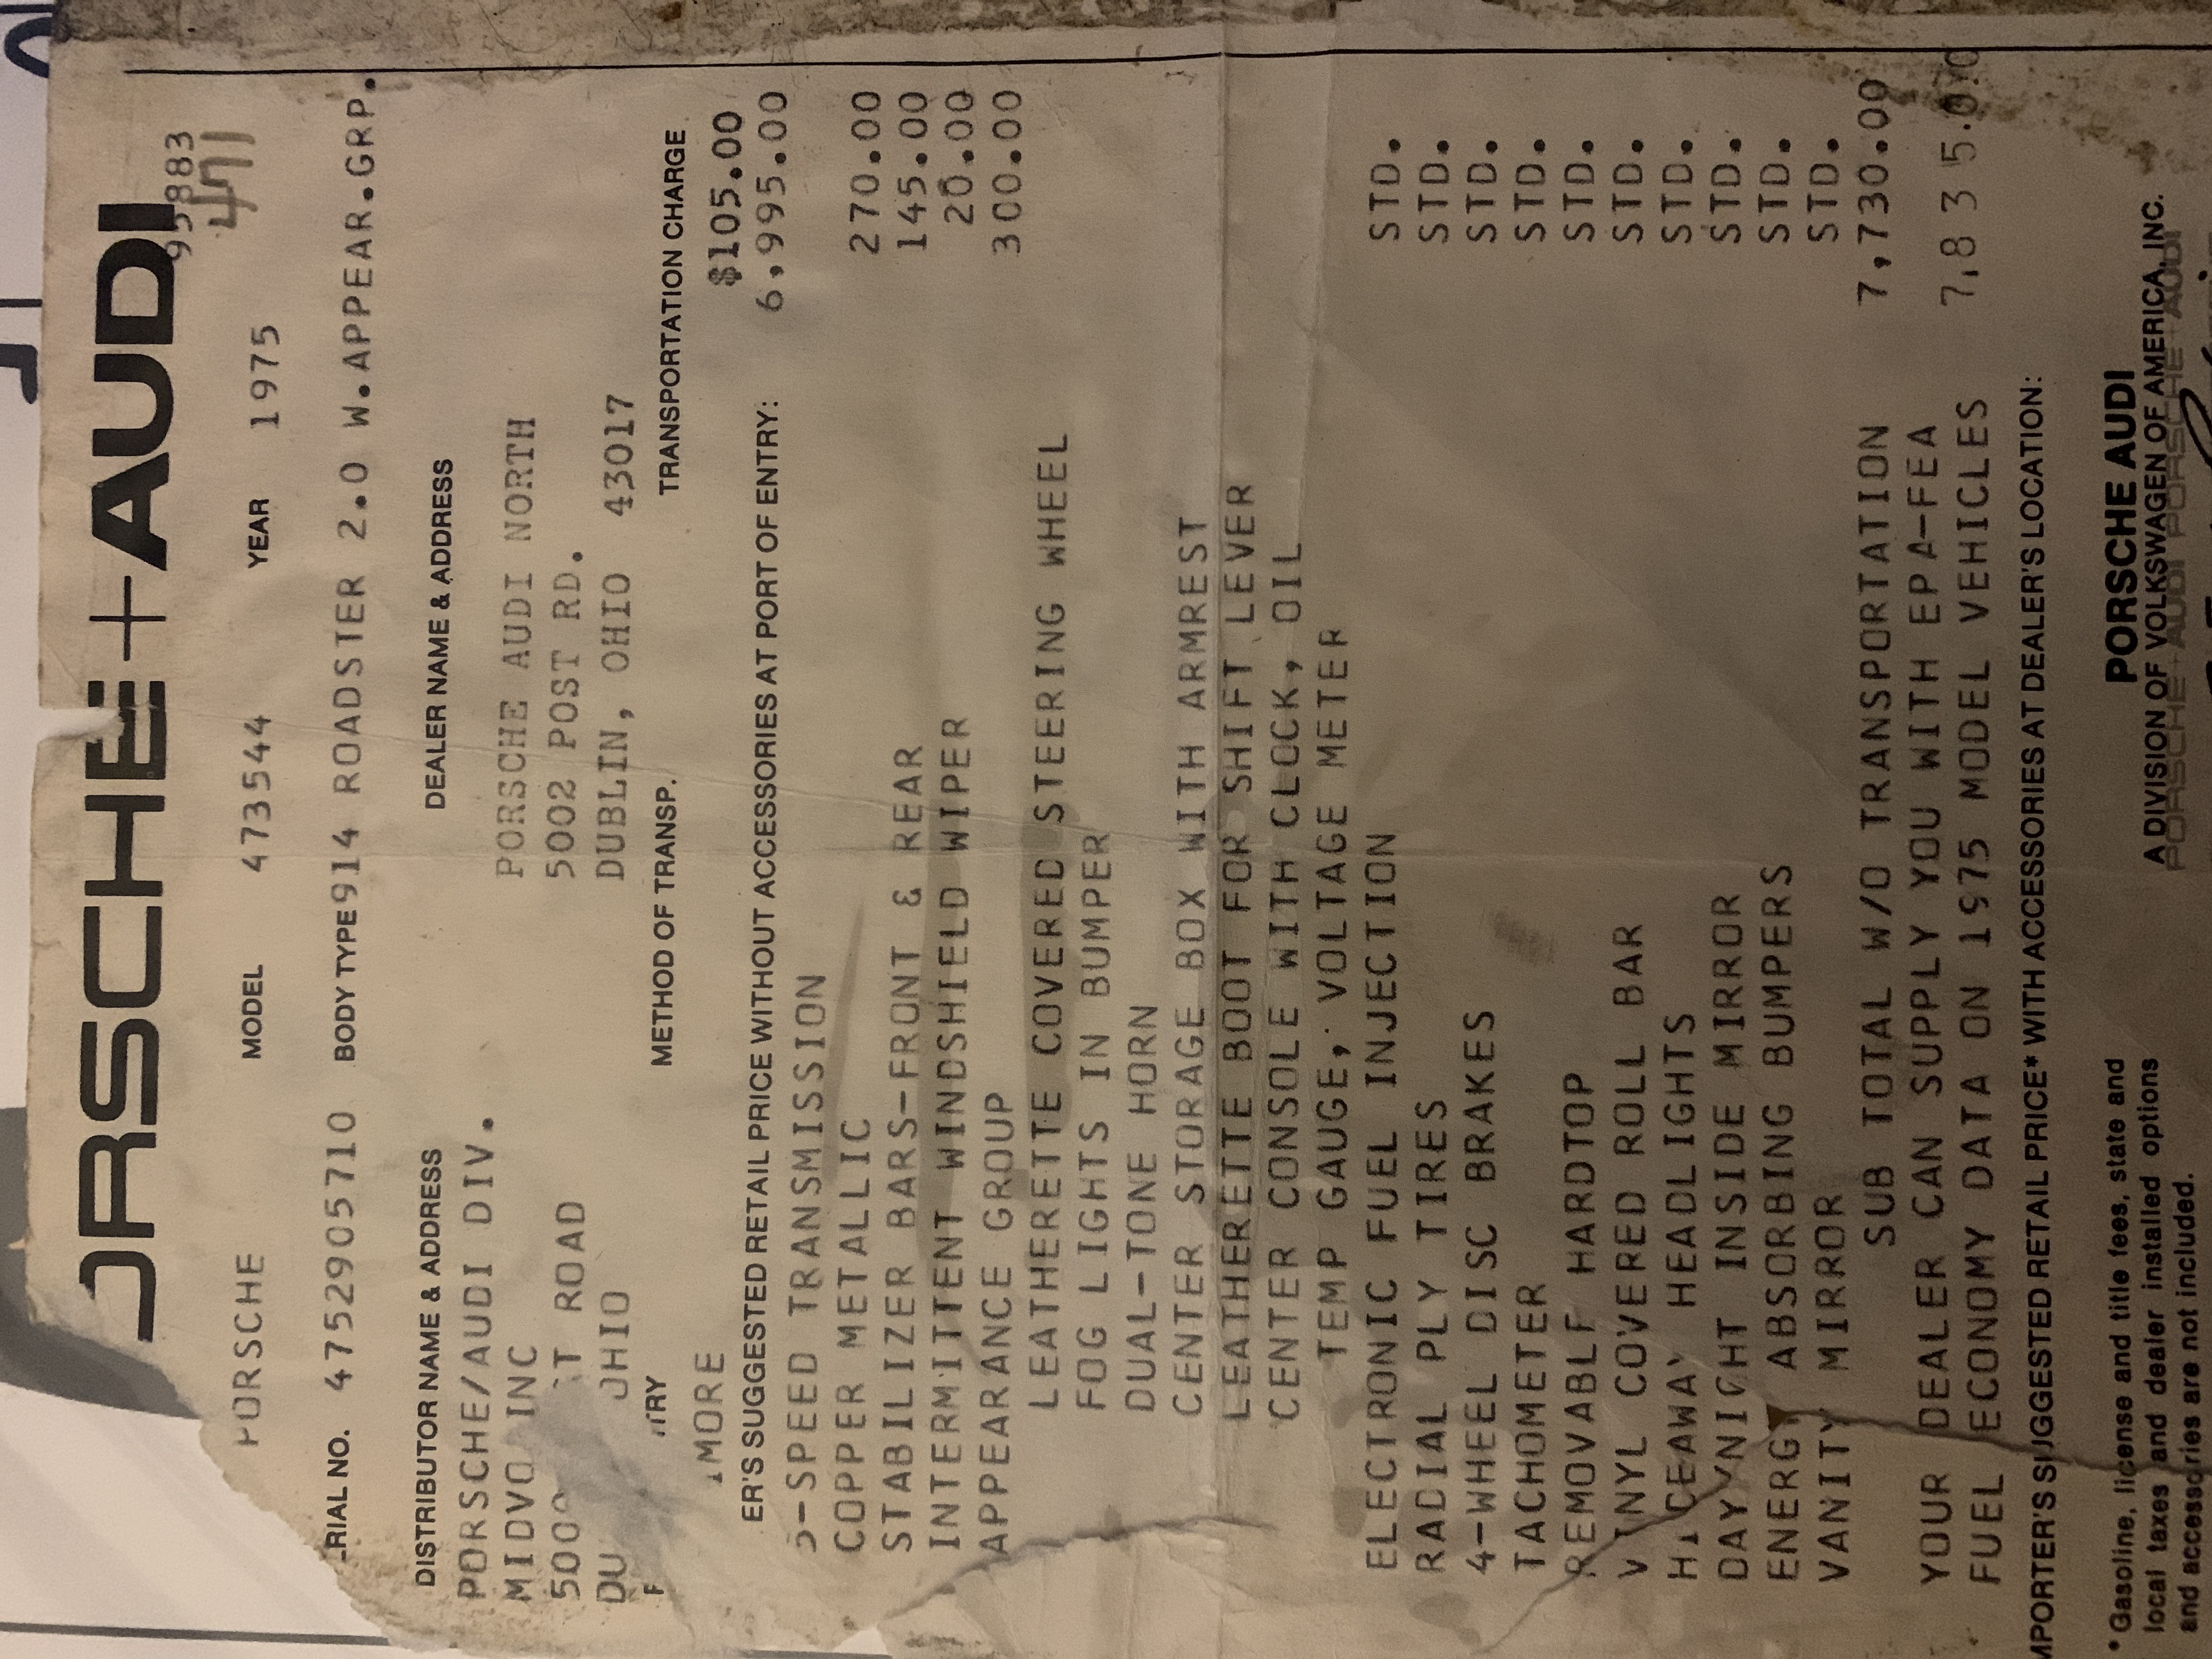 ORSCHE+AUDI
95883
451
PORSCHE MODEL 473544 YEAR 1975
RIAL NO. 4752905710 BODY TYPE 914 ROADSTER 2.0 W.APPEAR.GRP.
DISTRIBUTOR NAME & ADDRESS DEALER NAME & ADDRESS
PORSCHE/AUDI DIV. PORSCHE AUDI NORTH
MIDVO INC 5002 POST RD.
ROAD DUBLIN, OHIO 43017
METHOD OF TRANSP. TRANSPORTATION CHARGE
$105.00
ER'S SUGGESTED RETAIL PRICE WITHOUT ACCESSORIES AT PORT OF ENTRY: 6,995.00
5-SPEED TRANSMISSION
COPPER METALLIC 270.00
STABILIZER BARS-FRONT & REAR 145.00
INTERMITTENT WINDSHIELD WIPER 20.00
APPEARANCE GROUP 300.00
LEATHERETTE COVERED STEERING WHEEL
FOG LIGHTS IN BUMPER
DUAL-TONE HORN
CENTER STORAGE BOX WITH ARMREST
LEATHERETTE BOOT FOR SHIFT LEVER
CENTER CONSOLE WITH CLOCK, OIL
TEMP GAUGE, VOLTAGE METER
ELECTRONIC FUEL INJECTION STD.
RADIAL PLY TIRES STD.
4-WHEEL DISC BRAKES STD.
TACHOMETER STD.
REMOVABLE HARDTOP STD.
VINYL COVERED ROLL BAR STD.
HIDEAWAY HEADLIGHTS STD.
DAY/NIGHT INSIDE MIRROR STD.
ENERGY ABSORBING BUMPERS STD.
VANITY MIRROR STD.
SUB TOTAL W/O TRANSPORTATION 7,730.00
YOUR DEALER CAN SUPPLY YOU WITH EPA-FEA
FUEL ECONOMY DATA ON 1975 MODEL VEHICLES 7,835.00
MPORTER'S SUGGESTED RETAIL PRICE* WITH ACCESSORIES AT DEALER'S LOCATION:
*Gasoline, license and title fees, state and
local taxes and dealer installed options
and accessories are not included.
PORSCHE AUDI
A DIVISION OF VOLKSWAGEN OF AMERICA, INC.
PORSCHE+AUDI PORSCHE+AUDI